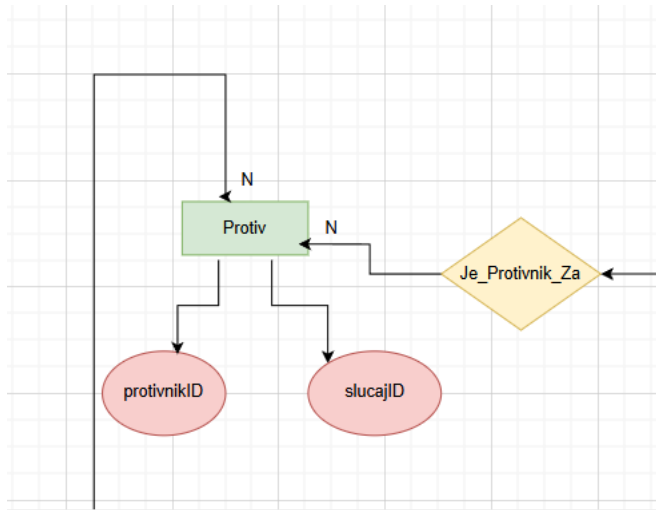 N
Protiv
N
Je_Protivnik_Za
protivnikID
slucajID